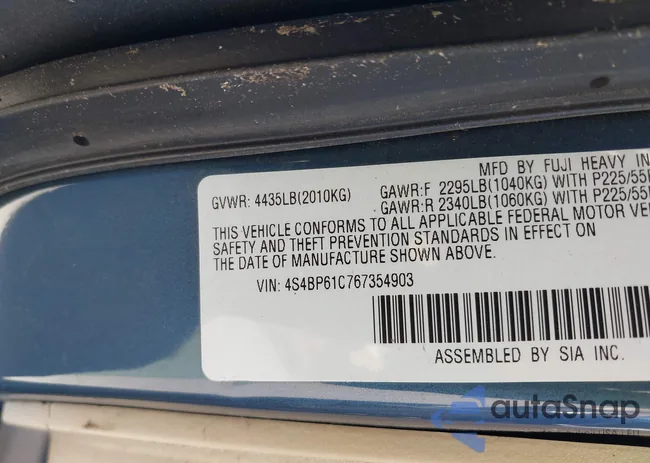 MFD BY FUJI HEAVY IN
GVWR: 4435LB(2010KG) GAWR:F 2295LB(1040KG) WITH P225/55
GAWR:R 2340LB(1060KG) WITH P225/55
THIS VEHICLE CONFORMS TO ALL APPLICABLE FEDERAL MOTOR VEH
SAFETY AND THEFT PREVENTION STANDARDS IN EFFECT ON
THE DATE OF MANUFACTURE SHOWN ABOVE.
VIN: 4S4BP61C767354903
ASSEMBLED BY SIA INC.
autoSnap